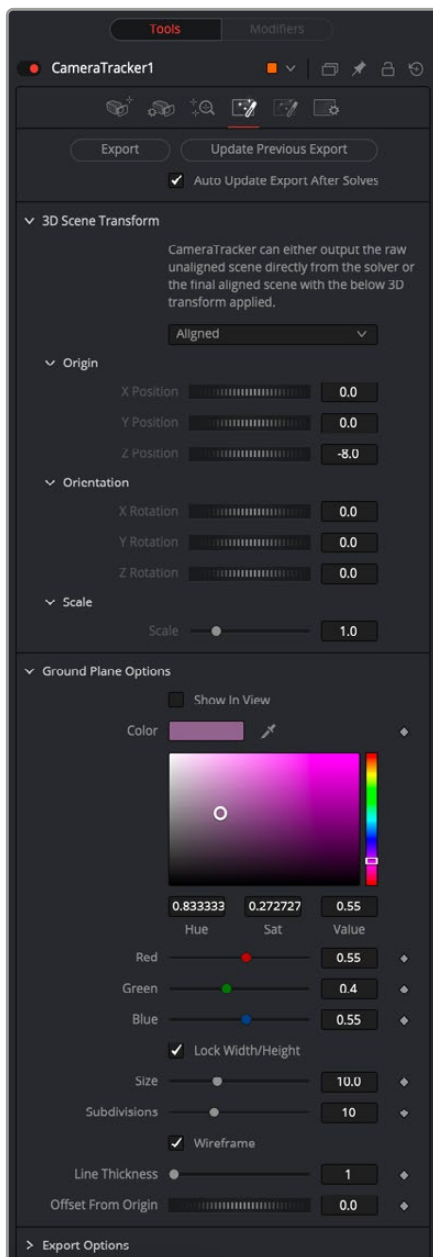 Tools Modifiers
CameraTracker1
Export Update Previous Export
Auto Update Export After Solves
3D Scene Transform
CameraTracker can either output the raw
unaligned scene directly from the solver or
the final aligned scene with the below 3D
transform applied.
Aligned
Origin
X Position 0.0
Y Position 0.0
Z Position -8.0
Orientation
X Rotation 0.0
Y Rotation 0.0
Z Rotation 0.0
Scale
Scale 1.0
Ground Plane Options
Show In View
Color
0.833333 0.272727 0.55
Hue Sat Value
Red 0.55
Green 0.4
Blue 0.55
Lock Width/Height
Size 10.0
Subdivisions 10
Wireframe
Line Thickness 1
Offset From Origin 0.0
Export Options